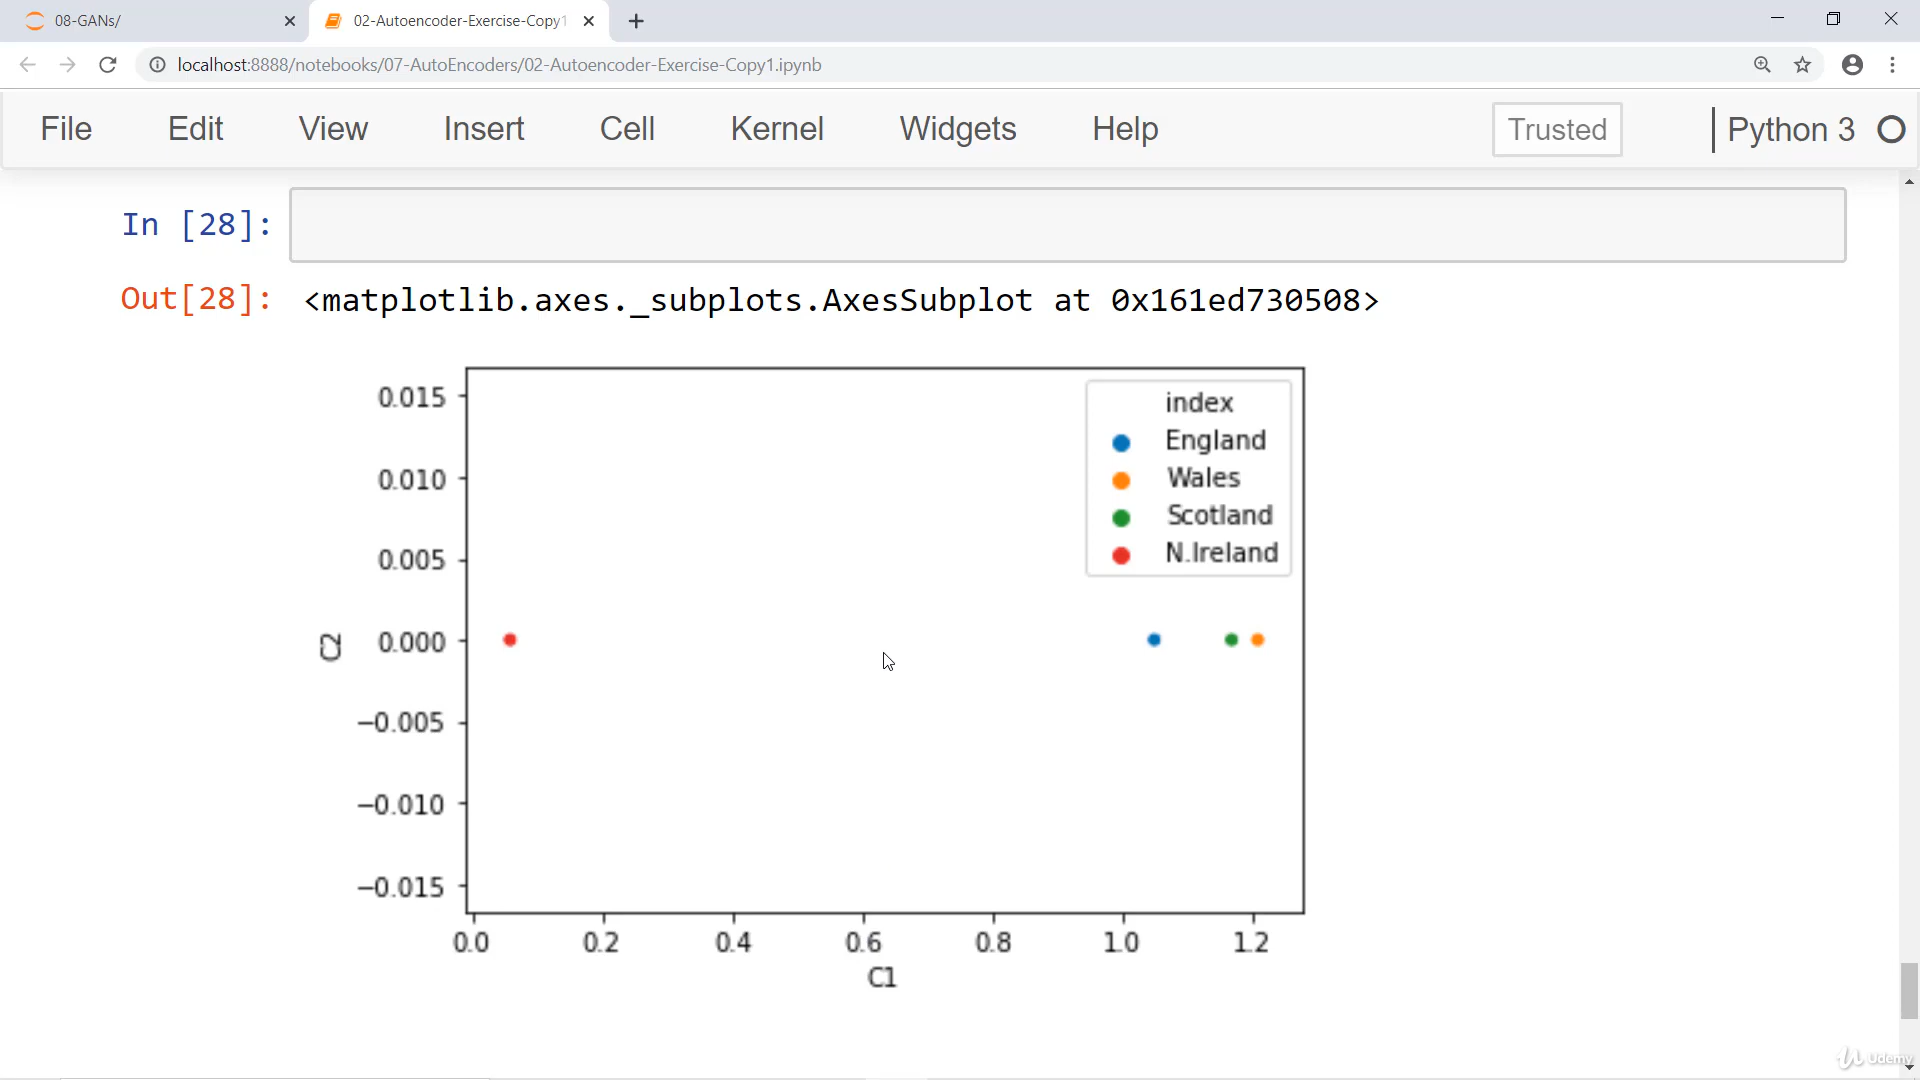 08-GANs/
02-Autoencoder-Exercise-Copy1
localhost:8888/notebooks/07-AutoEncoders/02-Autoencoder-Exercise-Copy1.ipynb
File Edit View Insert Cell Kernel Widgets Help Trusted Python 3
In [28]:
Out[28]: <matplotlib.axes._subplots.AxesSubplot at 0x161ed730508>
index
England
Wales
Scotland
N.Ireland
0.015
0.010
0.005
0.000
−0.005
−0.010
−0.015
C2
0.0 0.2 0.4 0.6 0.8 1.0 1.2
C1
Udemy